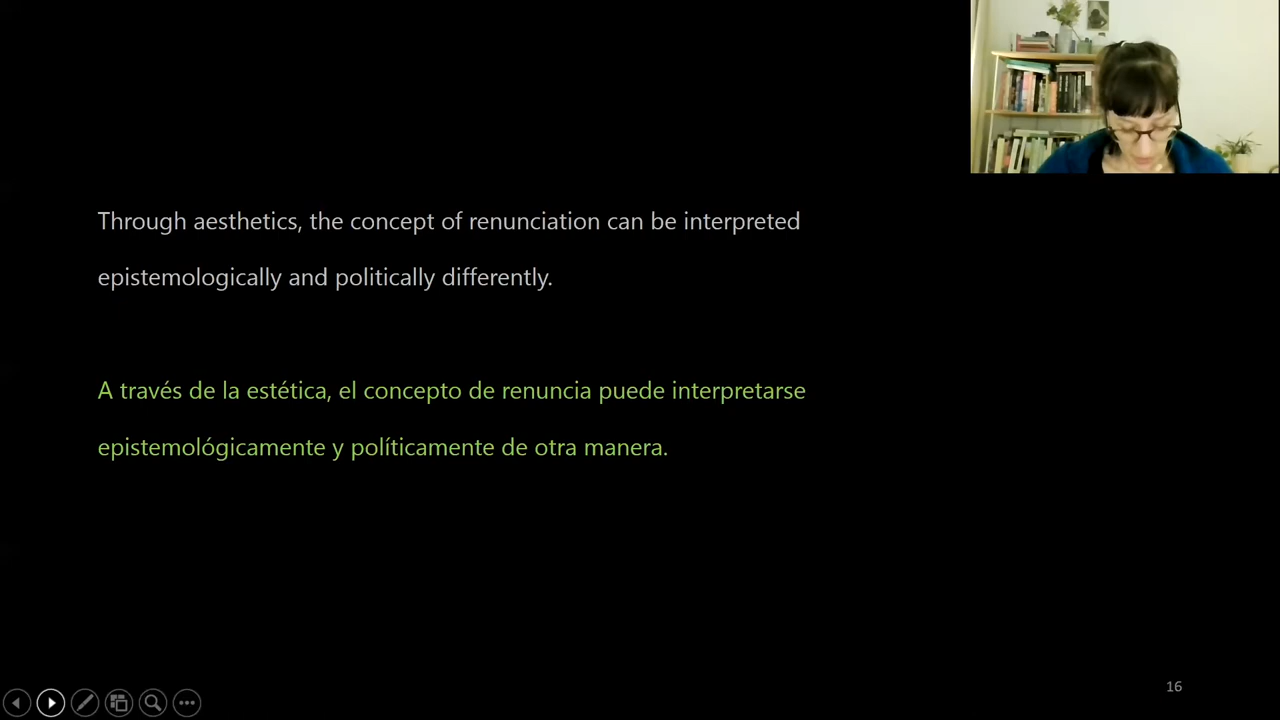 Through aesthetics, the concept of renunciation can be interpreted
epistemologically and politically differently.
A través de la estética, el concepto de renuncia puede interpretarse
epistemológicamente y políticamente de otra manera.
16